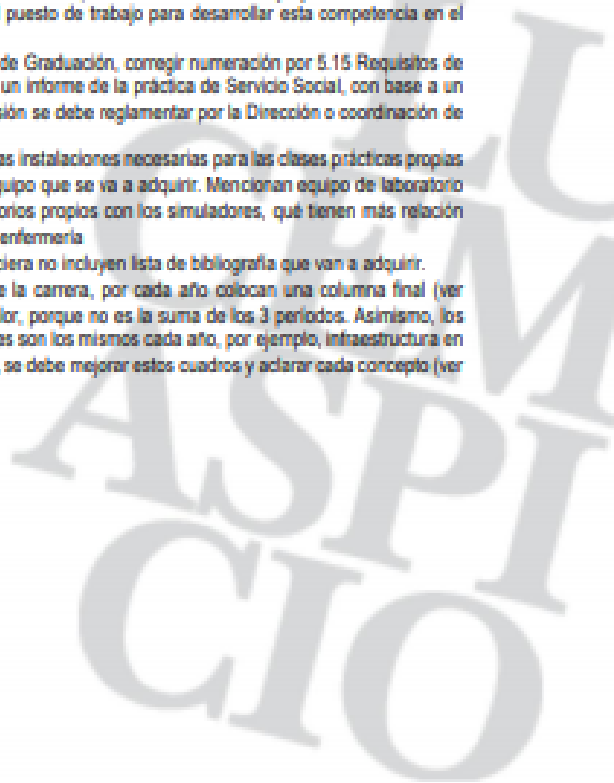 puesto de trabajo para desarrollar esta competencia en el
de Graduación, corregir numeración por 5.15 Requisitos de
un informe de la práctica de Servicio Social, con base a un
sión se debe reglamentar por la Dirección o coordinación de
as instalaciones necesarias para las clases prácticas propias
quipo que se va a adquirir. Mencionan equipo de laboratorio
orios propios con los simuladores, qué tienen más relación
enfermería
ciera no incluyen lista de bibliografía que van a adquirir.
e la carrera, por cada año colocan una columna final (ver
lor, porque no es la suma de los 3 periodos. Asimismo, los
es son los mismos cada año, por ejemplo, infraestructura en
, se debe mejorar estos cuadros y aclarar cada concepto (ver
LU
CEM
ASPI
CIO